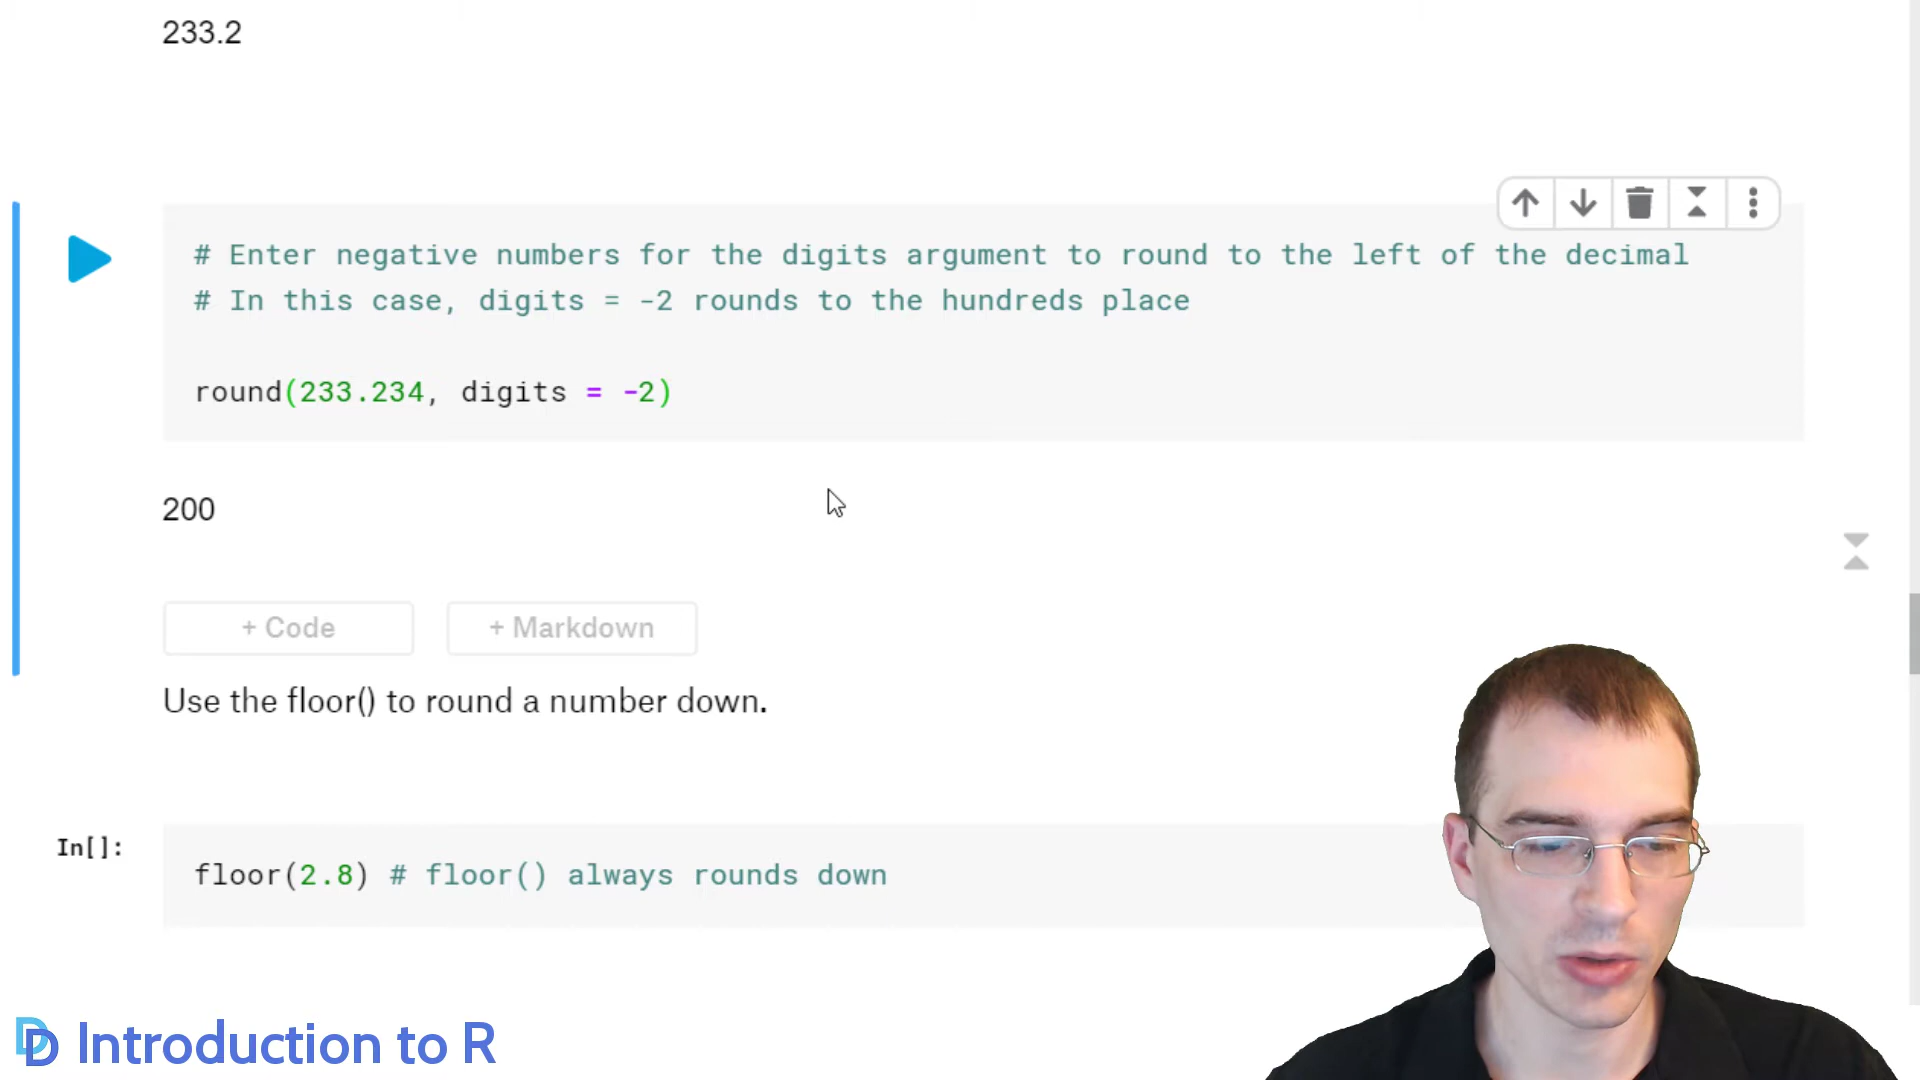 233.2
# Enter negative numbers for the digits argument to round to the left of the decimal
# In this case, digits = -2 rounds to the hundreds place
round(233.234, digits = -2)
200
+ Code
+ Markdown
Use the floor() to round a number down.
In[]:
floor(2.8) # floor() always rounds down
Introduction to R